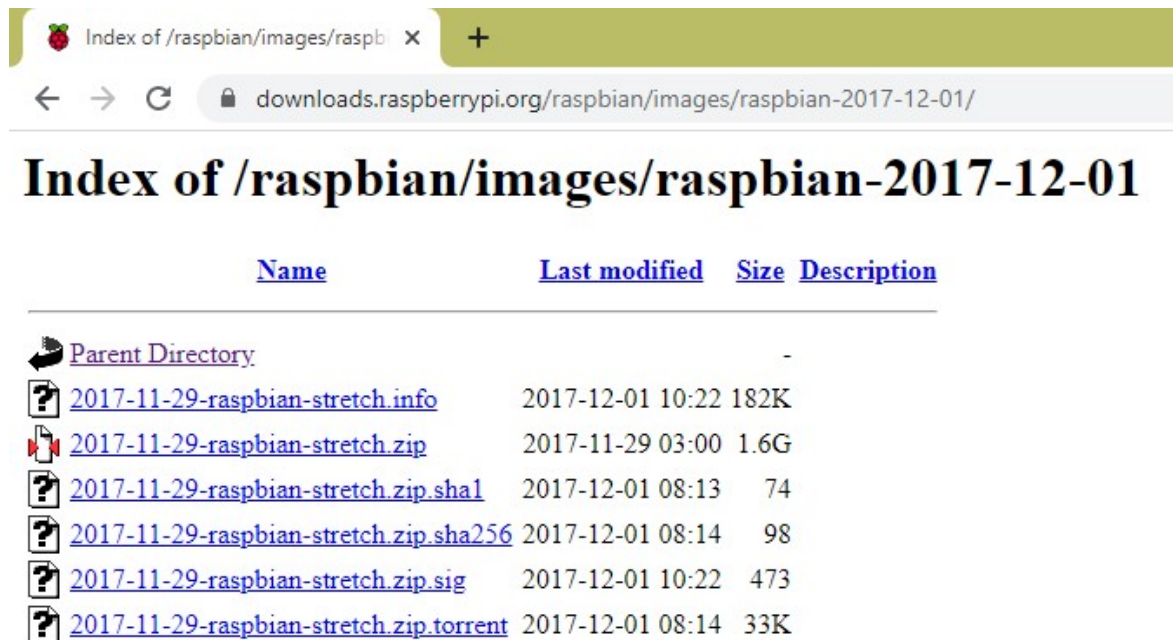 Index of /raspbian/images/raspb
downloads.raspberrypi.org/raspbian/images/raspbian-2017-12-01/
Index of /raspbian/images/raspbian-2017-12-01
Name Last modified Size Description
Parent Directory -
2017-11-29-raspbian-stretch.info 2017-12-01 10:22 182K
2017-11-29-raspbian-stretch.zip 2017-11-29 03:00 1.6G
2017-11-29-raspbian-stretch.zip.sha1 2017-12-01 08:13 74
2017-11-29-raspbian-stretch.zip.sha256 2017-12-01 08:14 98
2017-11-29-raspbian-stretch.zip.sig 2017-12-01 10:22 473
2017-11-29-raspbian-stretch.zip.torrent 2017-12-01 08:14 33K